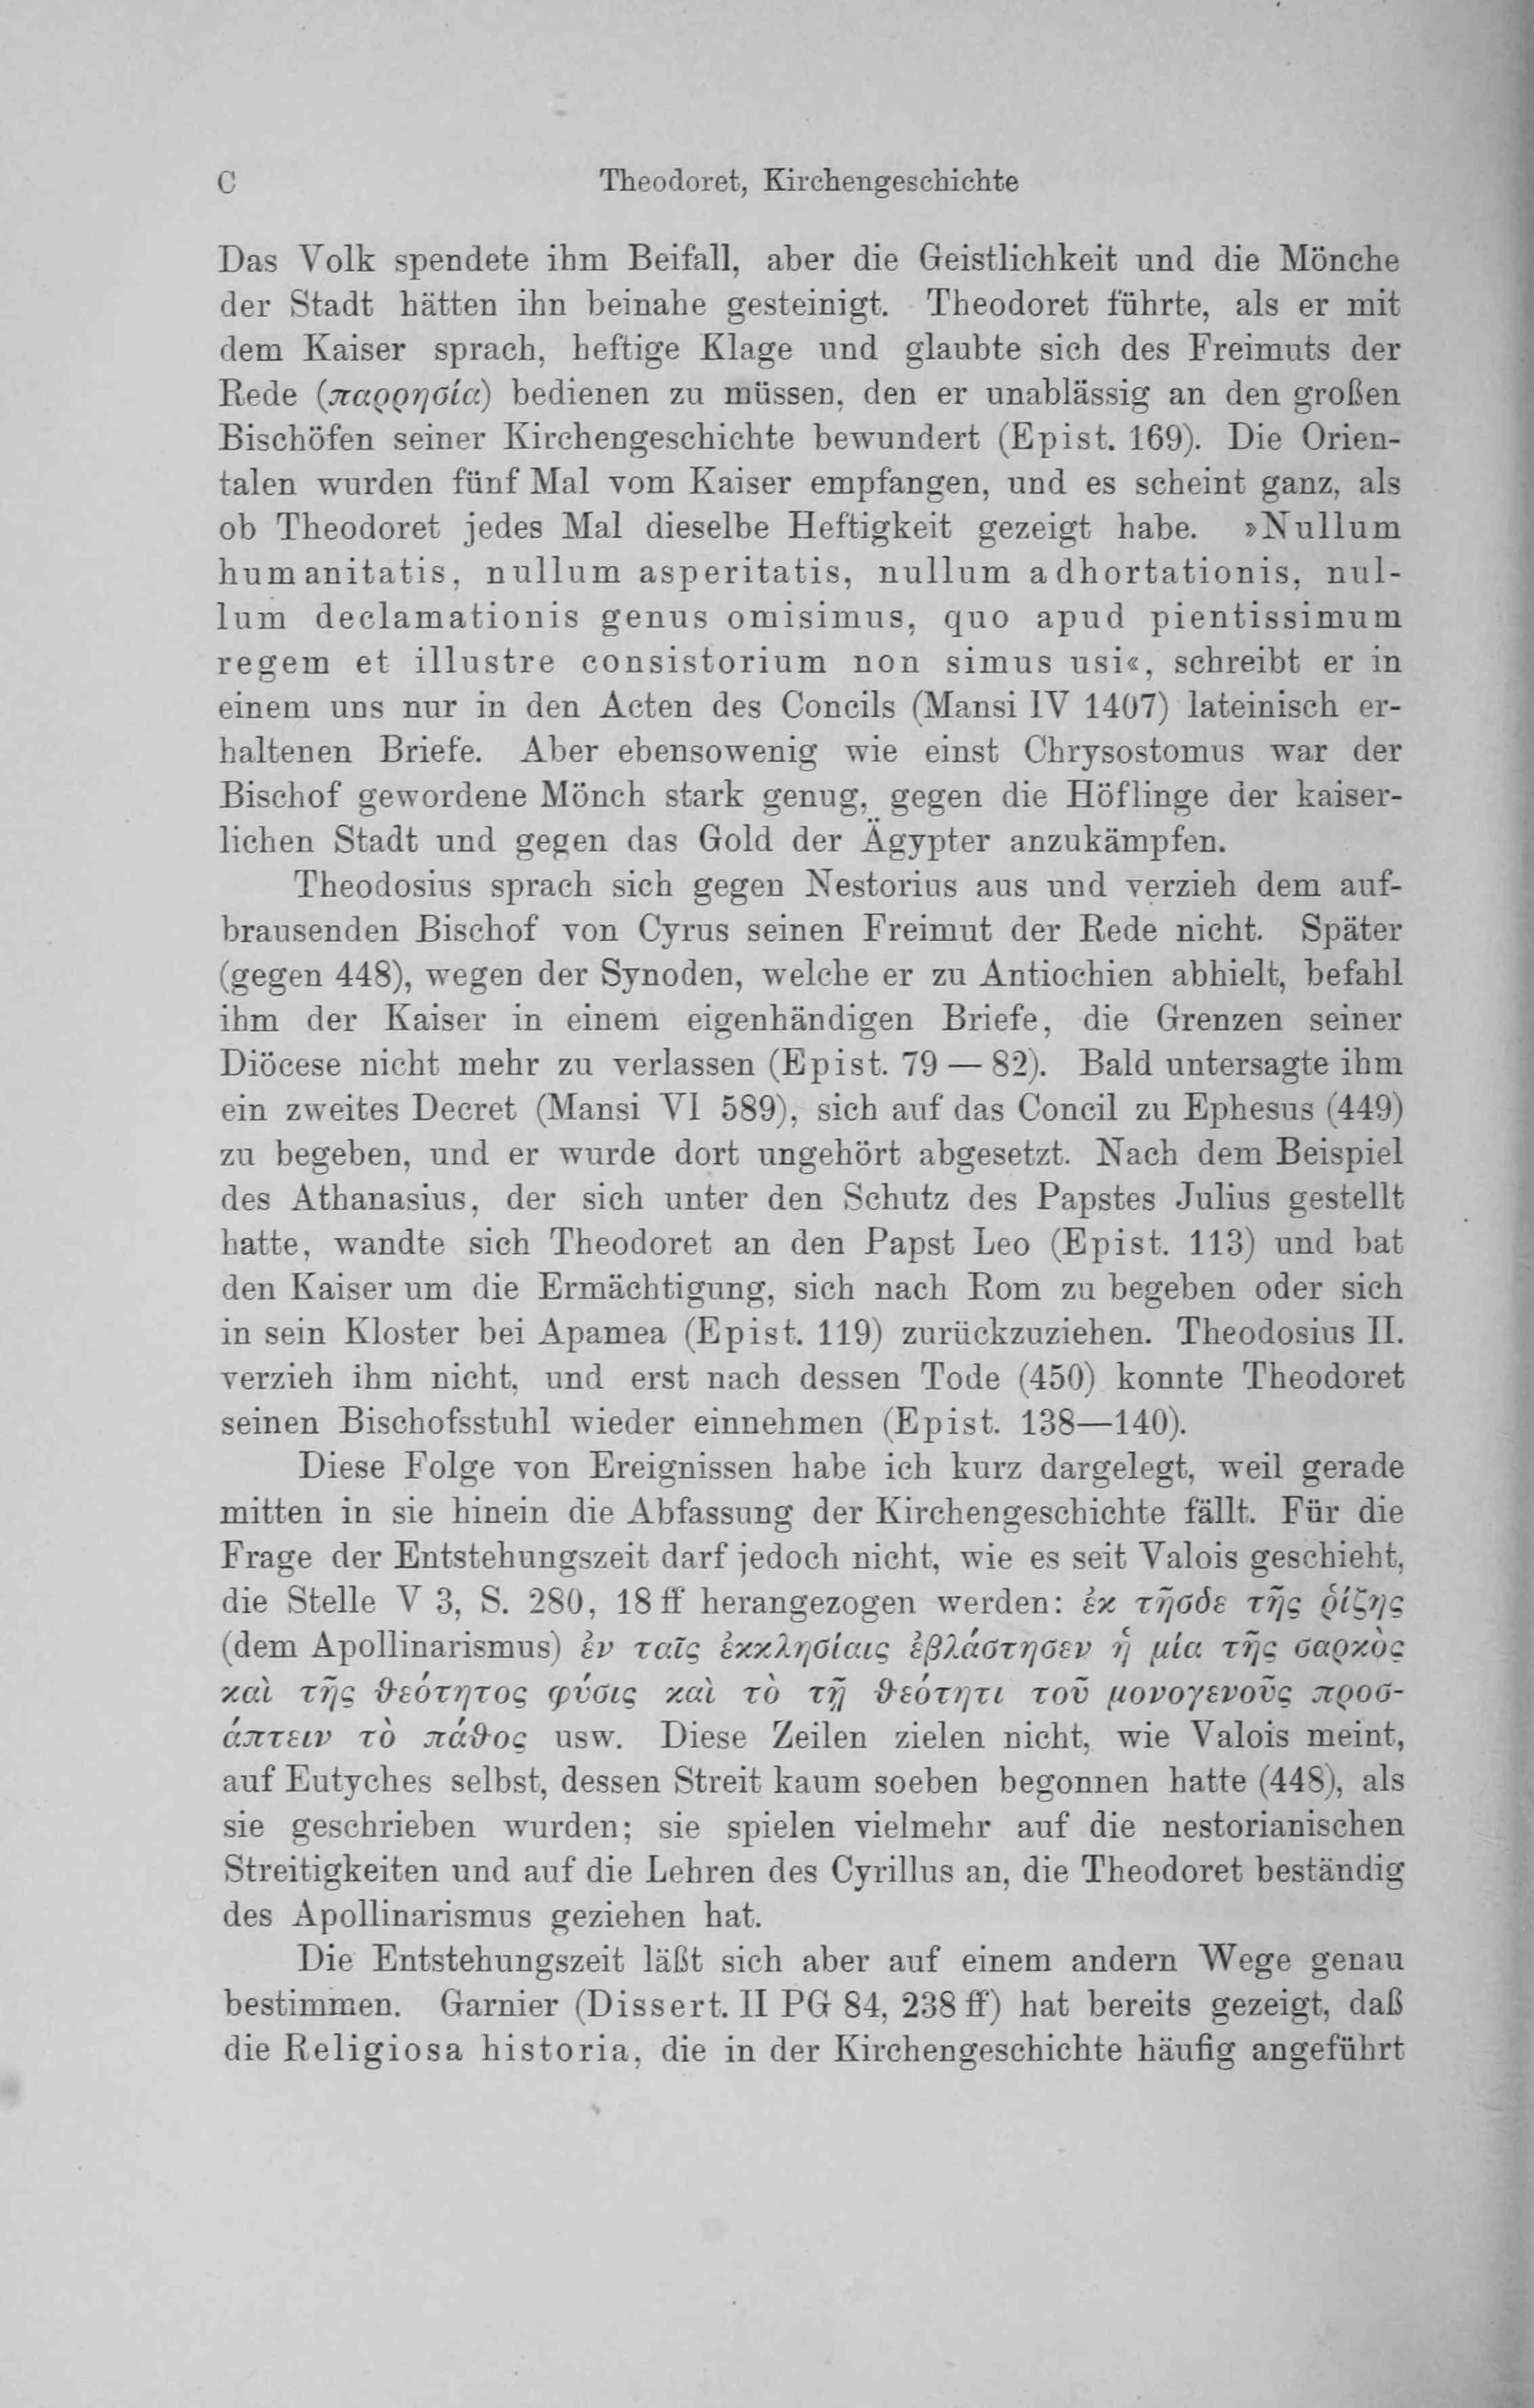 C Theodoret, Kirchengeschichte
Das Volk spendete ihm Beifall, aber die Geistlichkeit und die Mönche
der Stadt hätten ihn beinahe gesteinigt. Theodoret führte, als er mit
dem Kaiser sprach, heftige Klage und glaubte sich des Freimuts der
Rede (παρρησία) bedienen zu müssen, den er unablässig an den großen
Bischöfen seiner Kirchengeschichte bewundert (Epist. 169). Die Orien-
talen wurden fünf Mal vom Kaiser empfangen, und es scheint ganz, als
ob Theodoret jedes Mal dieselbe Heftigkeit gezeigt habe. »Nullum
humanitatis, nullum asperitatis, nullum adhortationis, nul-
lum declamationis genus omisimus, quo apud pientissimum
regem et illustre consistorium non simus usi«, schreibt er in
einem uns nur in den Acten des Concils (Mansi IV 1407) lateinisch er-
haltenen Briefe. Aber ebensowenig wie einst Chrysostomus war der
Bischof gewordene Mönch stark genug, gegen die Höflinge der kaiser-
lichen Stadt und gegen das Gold der Ägypter anzukämpfen.
Theodosius sprach sich gegen Nestorius aus und verzieh dem auf-
brausenden Bischof von Cyrus seinen Freimut der Rede nicht. Später
(gegen 448), wegen der Synoden, welche er zu Antiochien abhielt, befahl
ihm der Kaiser in einem eigenhändigen Briefe, die Grenzen seiner
Diöcese nicht mehr zu verlassen (Epist. 79 — 82). Bald untersagte ihm
ein zweites Decret (Mansi VI 589), sich auf das Concil zu Ephesus (449)
zu begeben, und er wurde dort ungehört abgesetzt. Nach dem Beispiel
des Athanasius, der sich unter den Schutz des Papstes Julius gestellt
hatte, wandte sich Theodoret an den Papst Leo (Epist. 113) und bat
den Kaiser um die Ermächtigung, sich nach Rom zu begeben oder sich
in sein Kloster bei Apamea (Epist. 119) zurückzuziehen. Theodosius II.
verzieh ihm nicht, und erst nach dessen Tode (450) konnte Theodoret
seinen Bischofsstuhl wieder einnehmen (Epist. 138—140).
Diese Folge von Ereignissen habe ich kurz dargelegt, weil gerade
mitten in sie hinein die Abfassung der Kirchengeschichte fällt. Für die
Frage der Entstehungszeit darf jedoch nicht, wie es seit Valois geschieht,
die Stelle V 3, S. 280, 18 ff herangezogen werden: ἐκ τῆσδε τῆς ῥίζης
(dem Apollinarismus) ἐν ταῖς ἐκκλησίαις ἐβλάστησεν ἡ μία τῆς σαρκὸς
καὶ τῆς θεότητος φύσις καὶ τὸ τῇ θεότητι τοῦ μονογενοῦς προσ-
άπτειν τὸ πάθος usw. Diese Zeilen zielen nicht, wie Valois meint,
auf Eutyches selbst, dessen Streit kaum soeben begonnen hatte (448), als
sie geschrieben wurden; sie spielen vielmehr auf die nestorianischen
Streitigkeiten und auf die Lehren des Cyrillus an, die Theodoret beständig
des Apollinarismus geziehen hat.
Die Entstehungszeit läßt sich aber auf einem andern Wege genau
bestimmen. Garnier (Dissert. II PG 84, 238 ff) hat bereits gezeigt, daß
die Religiosa historia, die in der Kirchengeschichte häufig angeführt